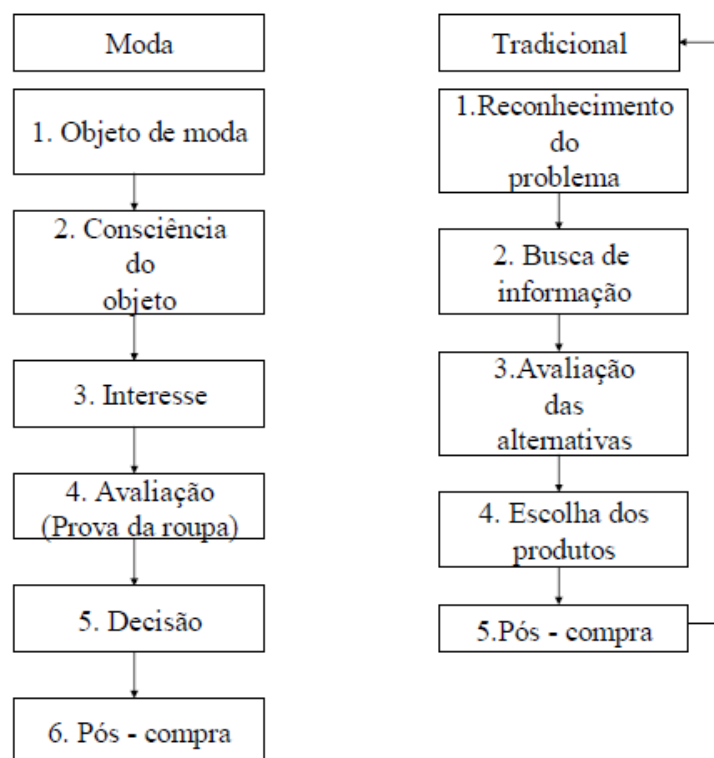 Moda
1. Objeto de moda
2. Consciência
do
objeto
3. Interesse
4. Avaliação
(Prova da roupa)
5. Decisão
6. Pós - compra
Tradicional
1.Reconhecimento
do
problema
2. Busca de
informação
3.Avaliação
das
alternativas
4. Escolha dos
produtos
5.Pós - compra